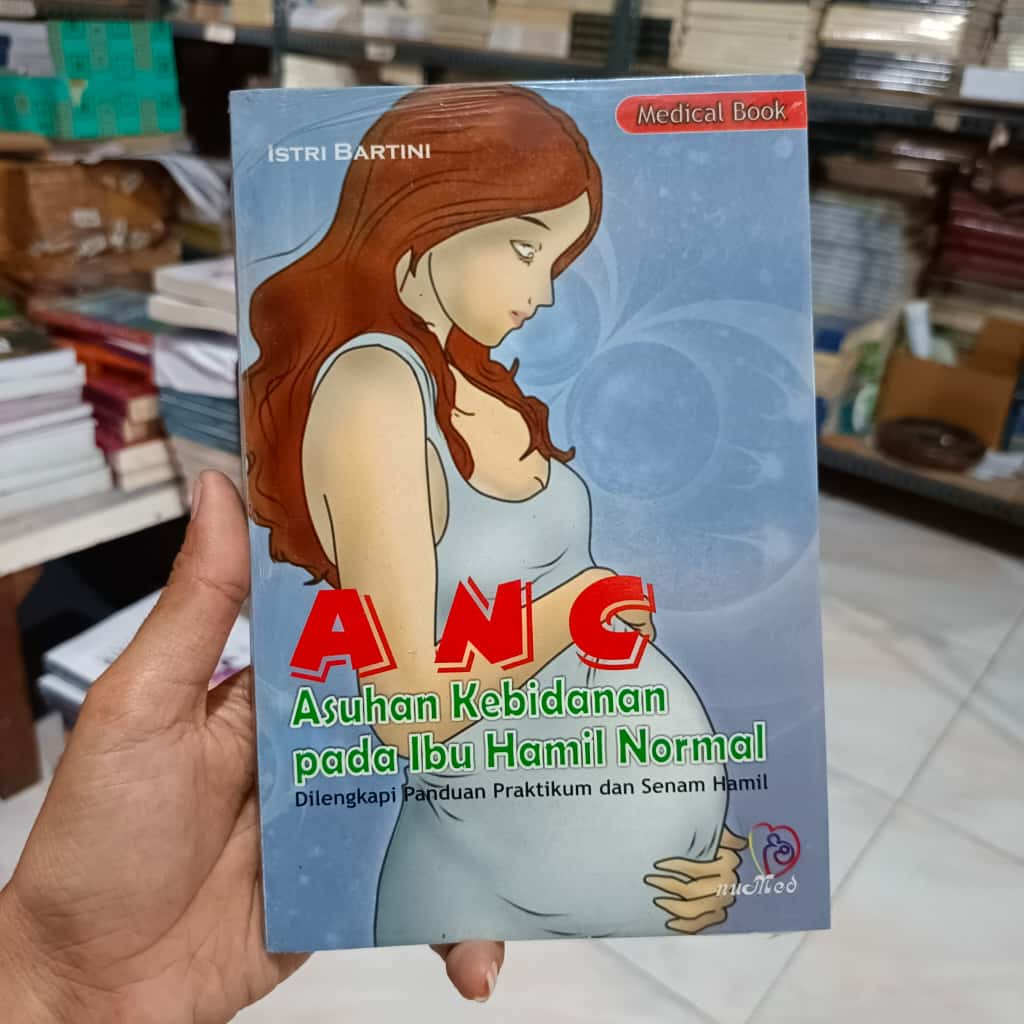 Medical Book
ISTRI BARTINI
ANC
Asuhan Kebidanan
pada Ibu Hamil Normal
Dilengkapi Panduan Praktikum dan Senam Hamil
nuMed